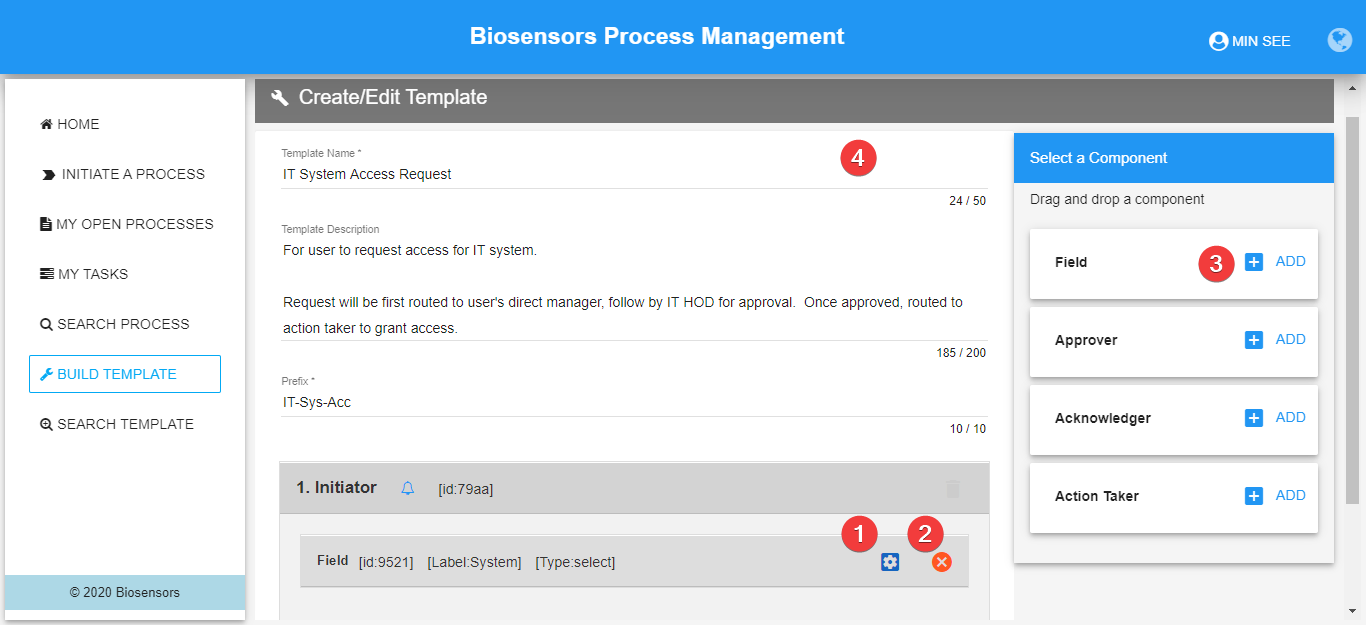 Biosensors Process Management
MIN SEE
HOME
INITIATE A PROCESS
MY OPEN PROCESSES
MY TASKS
SEARCH PROCESS
BUILD TEMPLATE
SEARCH TEMPLATE
© 2020 Biosensors
Create/Edit Template
Template Name *
4
IT System Access Request
24 / 50
Template Description
For user to request access for IT system.
Request will be first routed to user's direct manager, follow by IT HOD for approval.  Once approved, routed to
action taker to grant access.
185 / 200
Prefix *
IT-Sys-Acc
10 / 10
1. Initiator [id:79aa]
1 2
Field [id:9521] [Label:System] [Type:select]
Select a Component
Drag and drop a component
Field 3 ADD
Approver ADD
Acknowledger ADD
Action Taker ADD